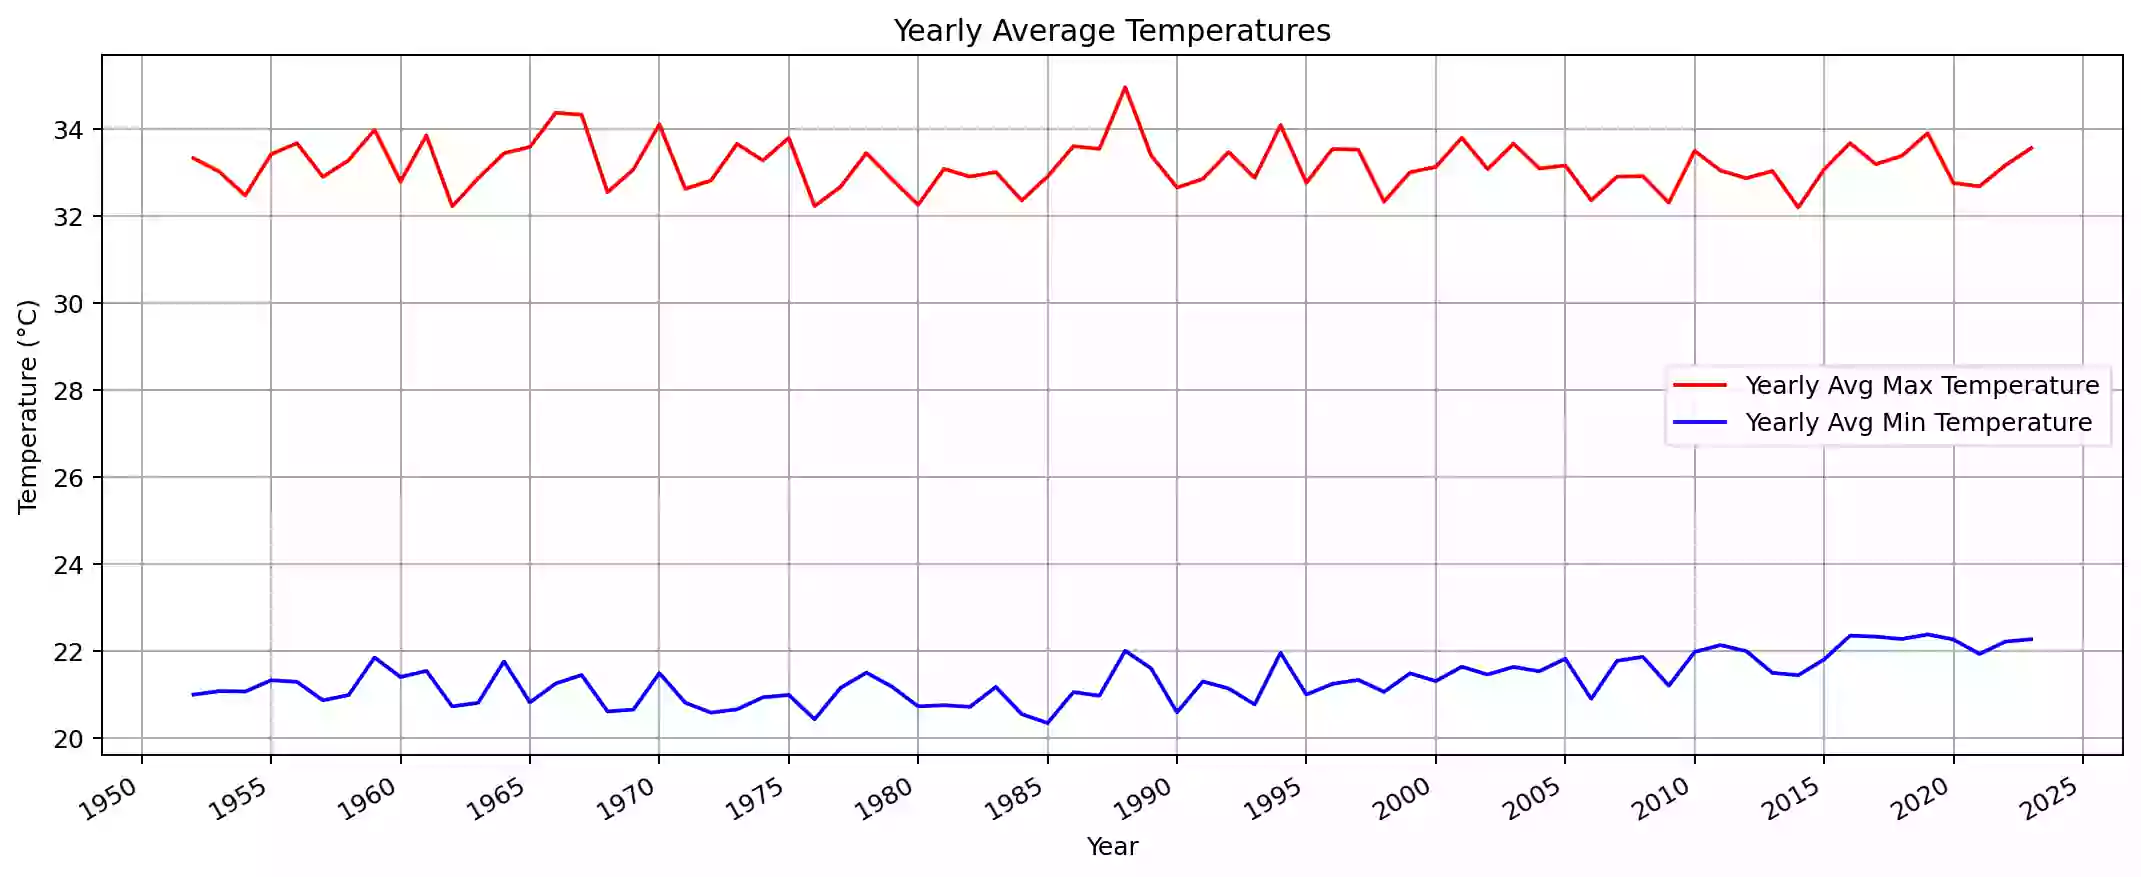 Yearly Average Temperatures
Temperature (°C)
34
32
30
28
26
24
22
20
Yearly Avg Max Temperature
Yearly Avg Min Temperature
1950 1955 1960 1965 1970 1975 1980 1985 1990 1995 2000 2005 2010 2015 2020 2025
Year